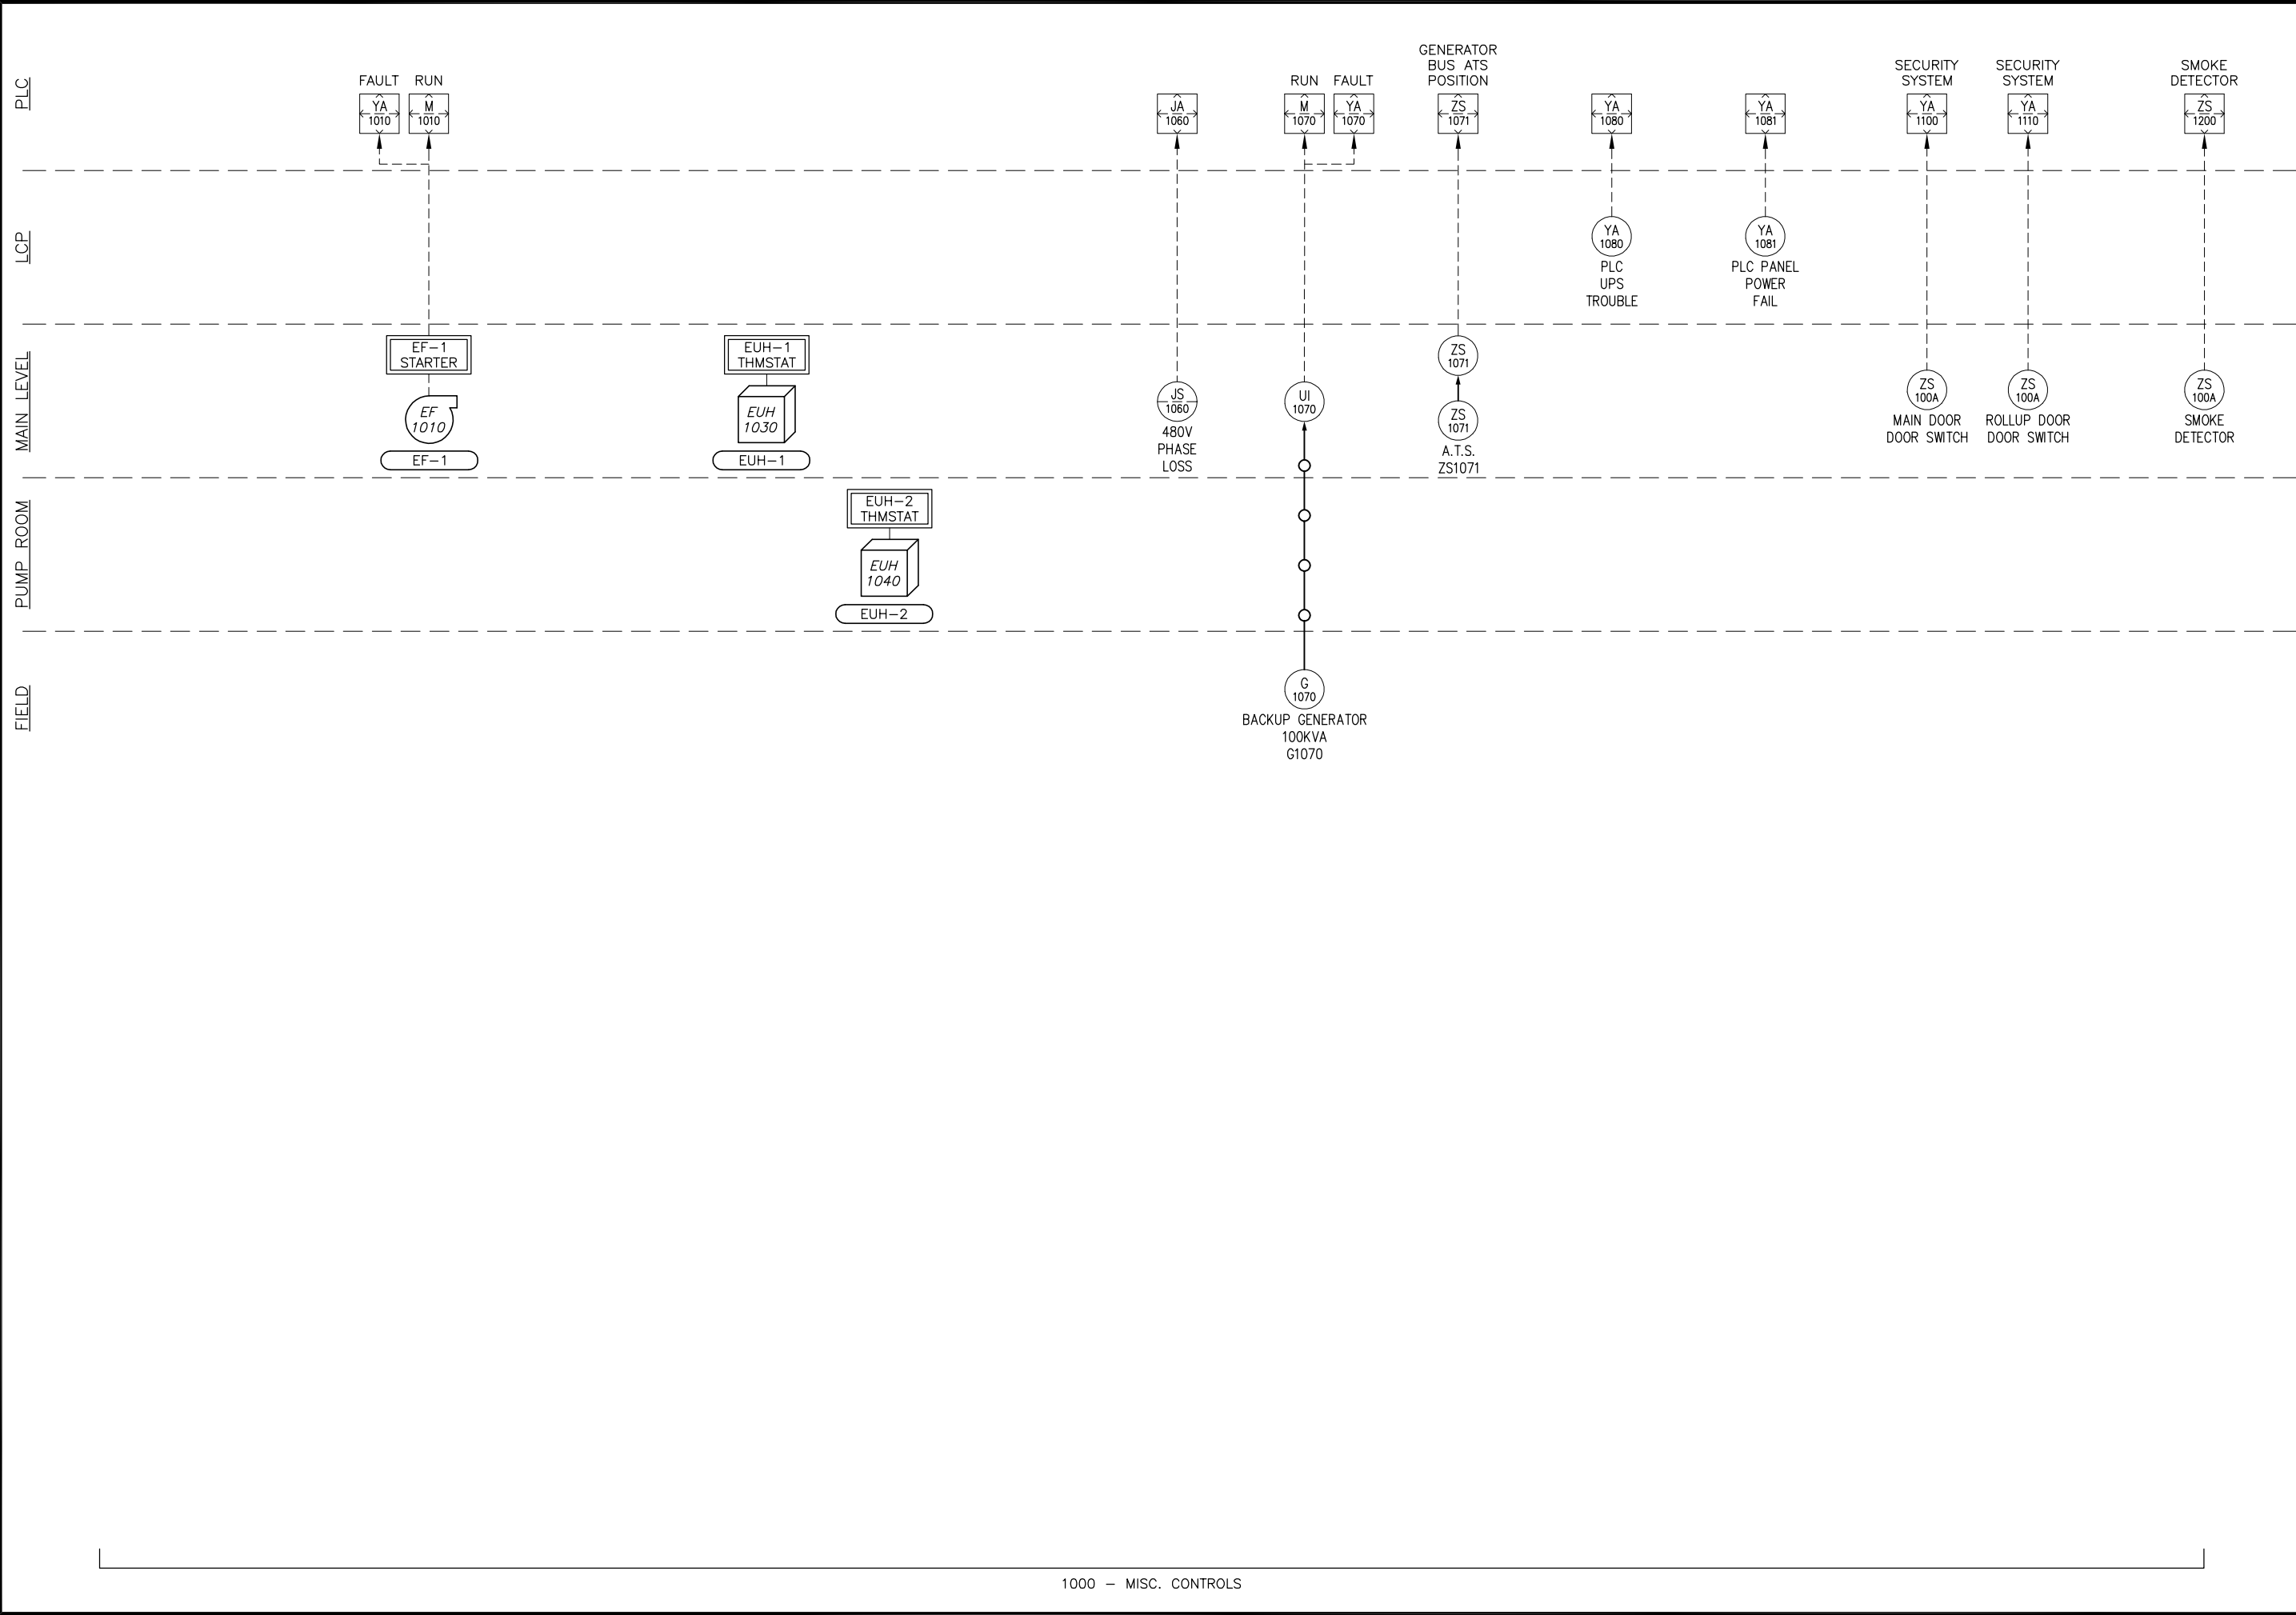 PLC
FAULT
YA
1010
RUN
M
1010
JA
1060
RUN
M
1070
FAULT
YA
1070
GENERATOR
BUS ATS
POSITION
ZS
1071
YA
1080
YA
1081
SECURITY
SYSTEM
YA
1100
SECURITY
SYSTEM
YA
1110
SMOKE
DETECTOR
ZS
1200
LCP
YA
1080
PLC
UPS
TROUBLE
YA
1081
PLC PANEL
POWER
FAIL
MAIN LEVEL
EF-1
STARTER
EF
1010
EF-1
EUH-1
THMSTAT
EUH
1030
EUH-1
JS
1060
480V
PHASE
LOSS
UI
1070
ZS
1071
ZS
1071
A.T.S.
ZS1071
ZS
100A
MAIN DOOR
DOOR SWITCH
ZS
100A
ROLLUP DOOR
DOOR SWITCH
ZS
100A
SMOKE
DETECTOR
PUMP ROOM
EUH-2
THMSTAT
EUH
1040
EUH-2
FIELD
G
1070
BACKUP GENERATOR
100KVA
G1070
1000 - MISC. CONTROLS